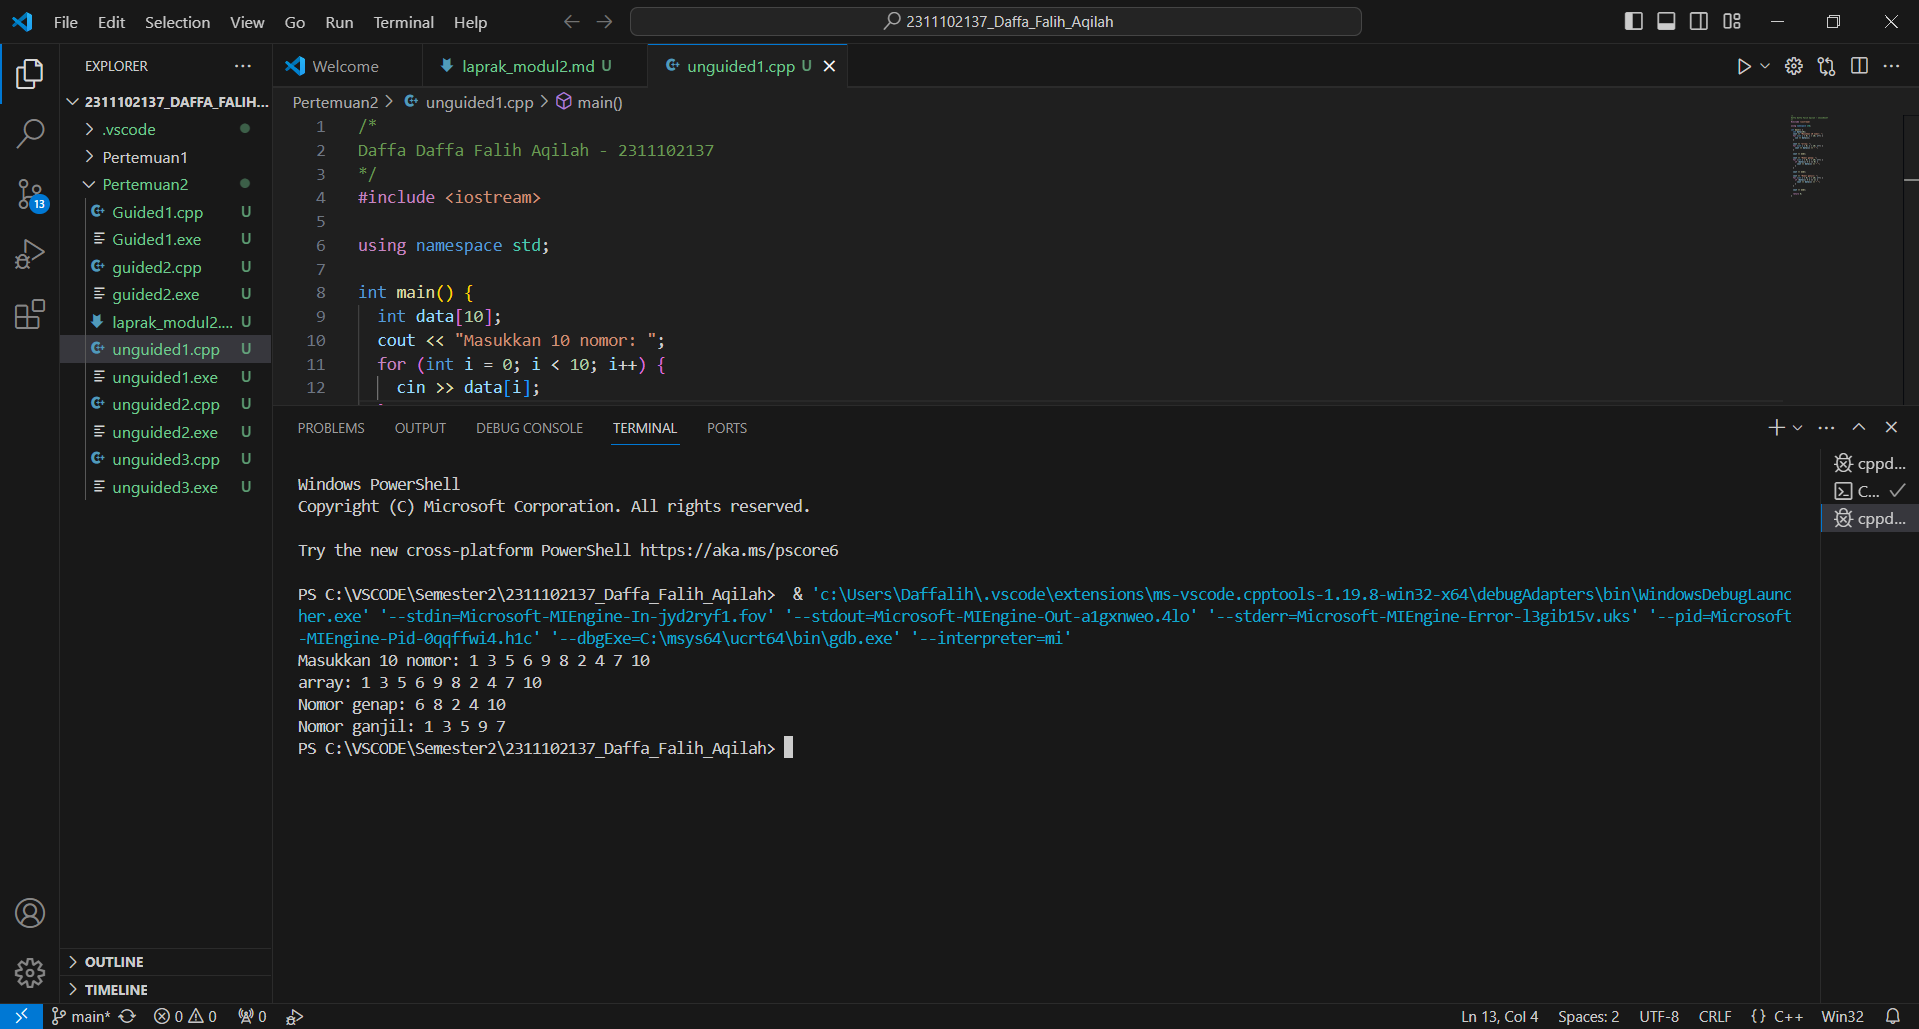 File Edit Selection View Go Run Terminal Help
2311102137_Daffa_Falih_Aqilah
EXPLORER
Welcome
laprak_modul2.md U
unguided1.cpp U
2311102137_DAFFA_FALIH...
.vscode
Pertemuan1
Pertemuan2
Guided1.cpp U
Guided1.exe U
guided2.cpp U
guided2.exe U
laprak_modul2.... U
unguided1.cpp U
unguided1.exe U
unguided2.cpp U
unguided2.exe U
unguided3.cpp U
unguided3.exe U
13
OUTLINE
TIMELINE
Pertemuan2 > unguided1.cpp > main()
1 /*
2 Daffa Daffa Falih Aqilah - 2311102137
3 */
4 #include <iostream>
5
6 using namespace std;
7
8 int main() {
9 int data[10];
10 cout << "Masukkan 10 nomor: ";
11 for (int i = 0; i < 10; i++) {
12 cin >> data[i];
PROBLEMS OUTPUT DEBUG CONSOLE TERMINAL PORTS
Windows PowerShell
Copyright (C) Microsoft Corporation. All rights reserved.
Try the new cross-platform PowerShell https://aka.ms/pscore6
PS C:\VSCODE\Semester2\2311102137_Daffa_Falih_Aqilah> & 'c:\Users\Daffalih\.vscode\extensions\ms-vscode.cpptools-1.19.8-win32-x64\debugAdapters\bin\WindowsDebugLaunc
her.exe' '--stdin=Microsoft-MIEngine-In-jyd2ryf1.fov' '--stdout=Microsoft-MIEngine-Out-a1gxnweo.4lo' '--stderr=Microsoft-MIEngine-Error-l3gib15v.uks' '--pid=Microsoft
-MIEngine-Pid-0qqffwi4.h1c' '--dbgExe=C:\msys64\ucrt64\bin\gdb.exe' '--interpreter=mi'
Masukkan 10 nomor: 1 3 5 6 9 8 2 4 7 10
array: 1 3 5 6 9 8 2 4 7 10
Nomor genap: 6 8 2 4 10
Nomor ganjil: 1 3 5 9 7
PS C:\VSCODE\Semester2\2311102137_Daffa_Falih_Aqilah>
cppd...
C...
cppd...
main* 0 0 0
Ln 13, Col 4 Spaces: 2 UTF-8 CRLF {} C++ Win32